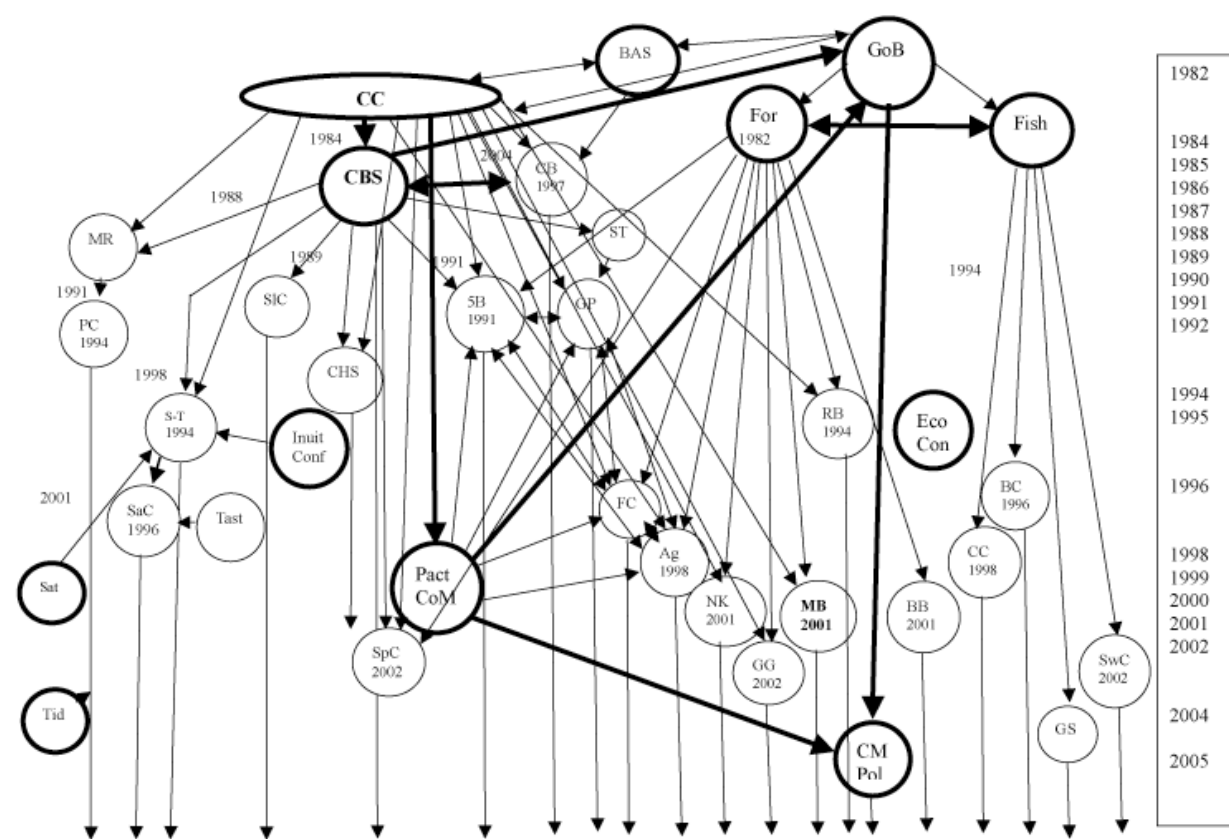 BAS
GoB
CC
For
1982
Fish
1984
CBS
2004
CB
1997
1988
MR
ST
1989
1991
1994
1991
SIC
5B
1991
GP
PC
1994
CHS
1998
S-T
1994
Inuit
Conf
RB
1994
Eco
Con
2001
SaC
1996
Tast
FC
BC
1996
Sat
Pact
CoM
Ag
1998
CC
1998
NK
2001
MB
2001
BB
2001
SpC
2002
GG
2002
SwC
2002
Tid
GS
CM
Pol
1982
1984
1985
1986
1987
1988
1989
1990
1991
1992
1994
1995
1996
1998
1999
2000
2001
2002
2004
2005